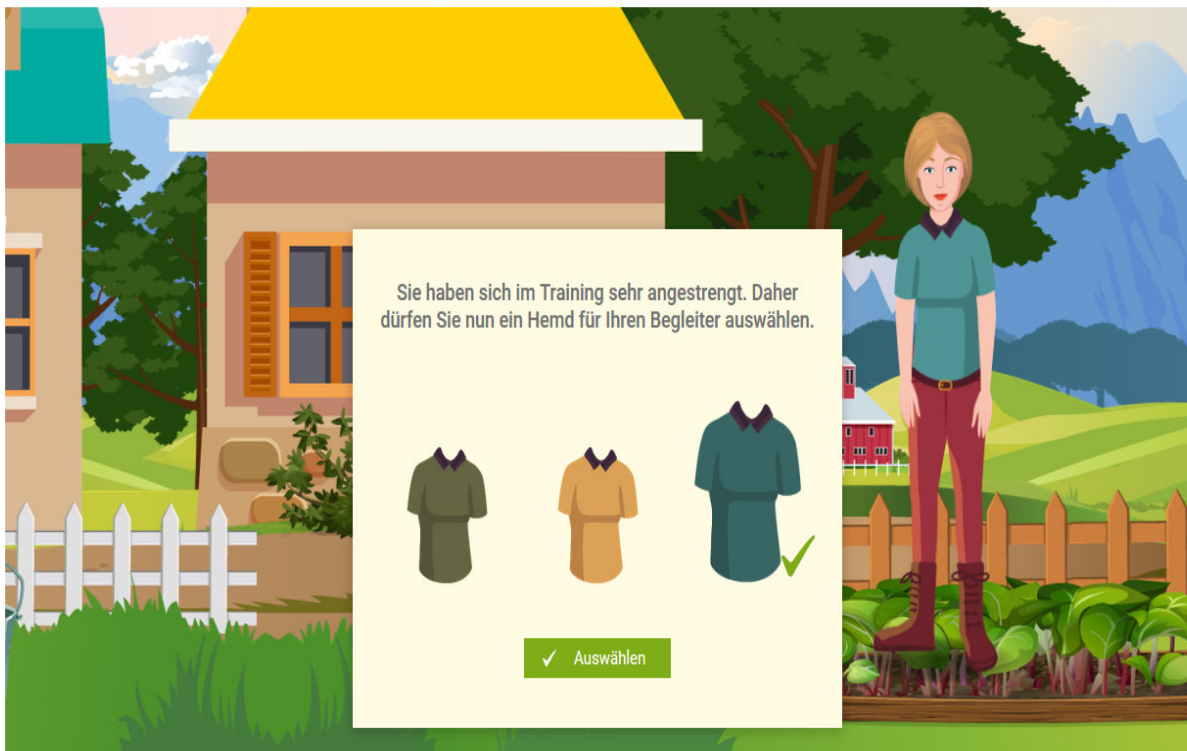 Sie haben sich im Training sehr angestrengt. Daher
dürfen Sie nun ein Hemd für Ihren Begleiter auswählen.
Auswählen